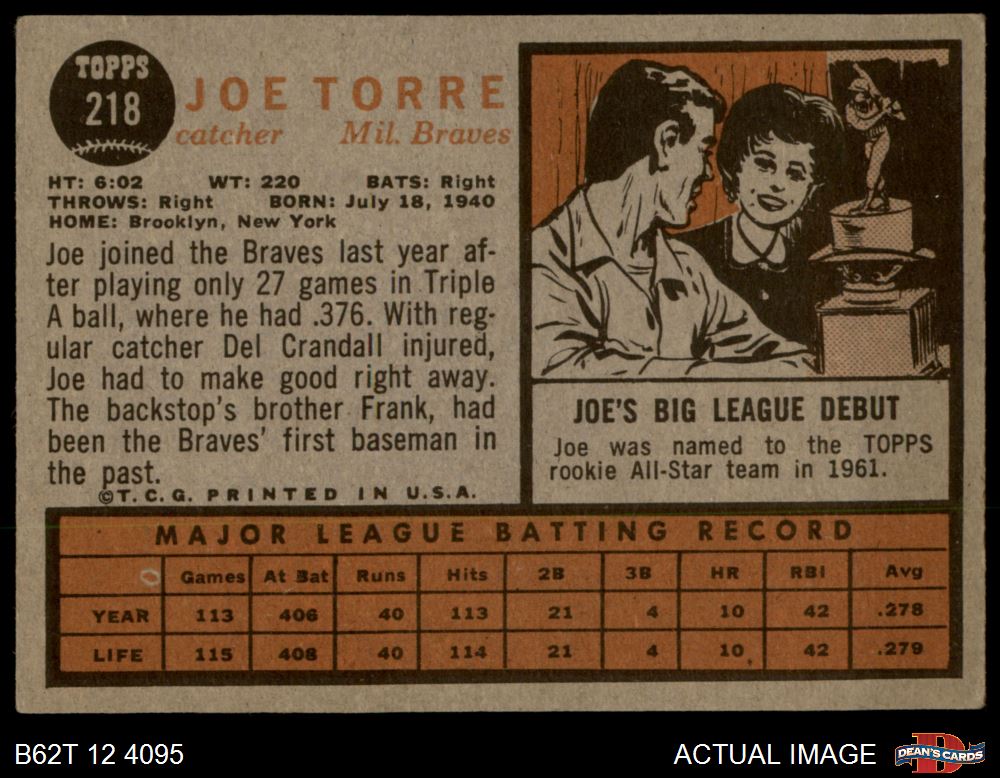 TOPPS
218
JOE TORRE
catcher Mil. Braves
HT: 6:02 WT: 220 BATS: Right
THROWS: Right BORN: July 18, 1940
HOME: Brooklyn, New York
Joe joined the Braves last year af-
ter playing only 27 games in Triple
A ball, where he had .376. With reg-
ular catcher Del Crandall injured,
Joe had to make good right away.
The backstop's brother Frank, had
been the Braves' first baseman in
the past.
©T.C.G. PRINTED IN U.S.A.
JOE'S BIG LEAGUE DEBUT
Joe was named to the TOPPS
rookie All-Star team in 1961.
MAJOR LEAGUE BATTING RECORD
Games At Bat Runs Hits 2B 3B HR RBI Avg
YEAR 113 406 40 113 21 4 10 42 .278
LIFE 115 408 40 114 21 4 10 42 .279
B62T 12 4095
ACTUAL IMAGE
DEAN'S CARDS